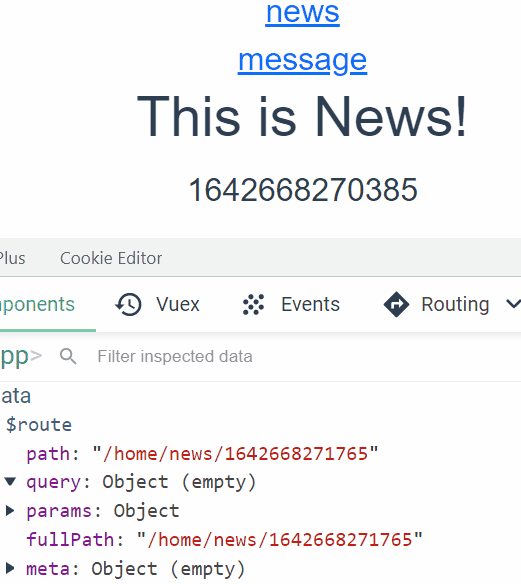 news
message
This is News!
1642668270385
Plus Cookie Editor
mponents Vuex Events Routing
pp> Filter inspected data
ata
$route
path: "/home/news/1642668271765"
query: Object (empty)
params: Object
fullPath: "/home/news/1642668271765"
meta: Object (empty)